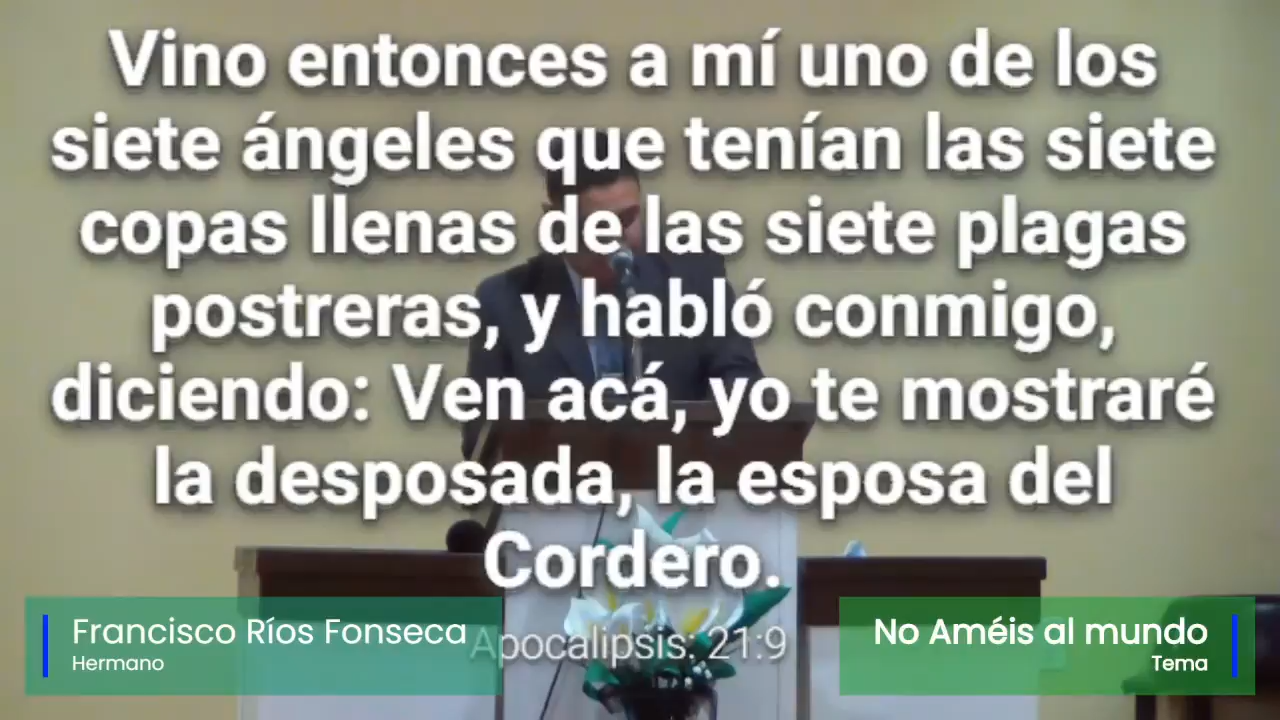 Vino entonces a mí uno de los
siete ángeles que tenían las siete
copas llenas de las siete plagas
postreras, y habló conmigo,
diciendo: Ven acá, yo te mostraré
la desposada, la esposa del
Cordero.
Apocalipsis: 21:9
Francisco Ríos Fonseca
Hermano
No Améis al mundo
Tema